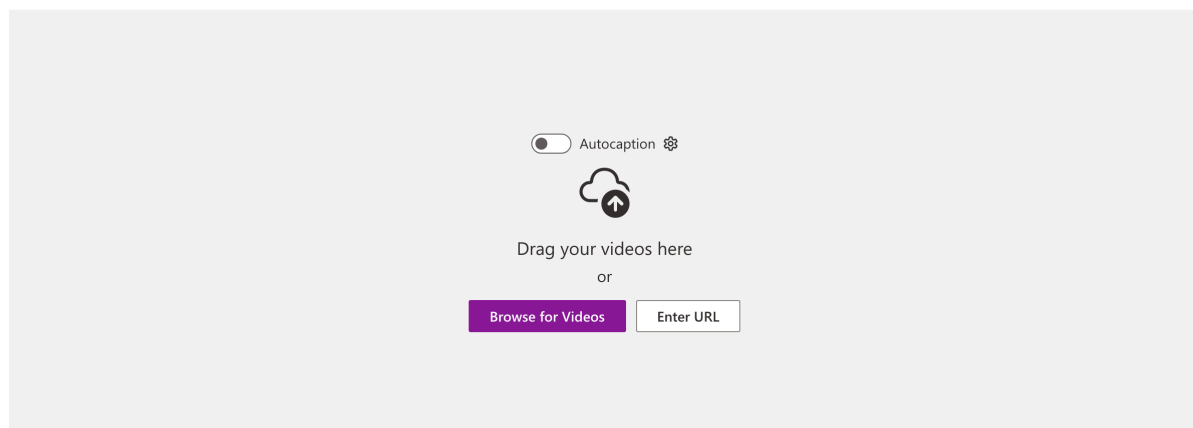 Autocaption
Drag your videos here
or
Browse for Videos
Enter URL